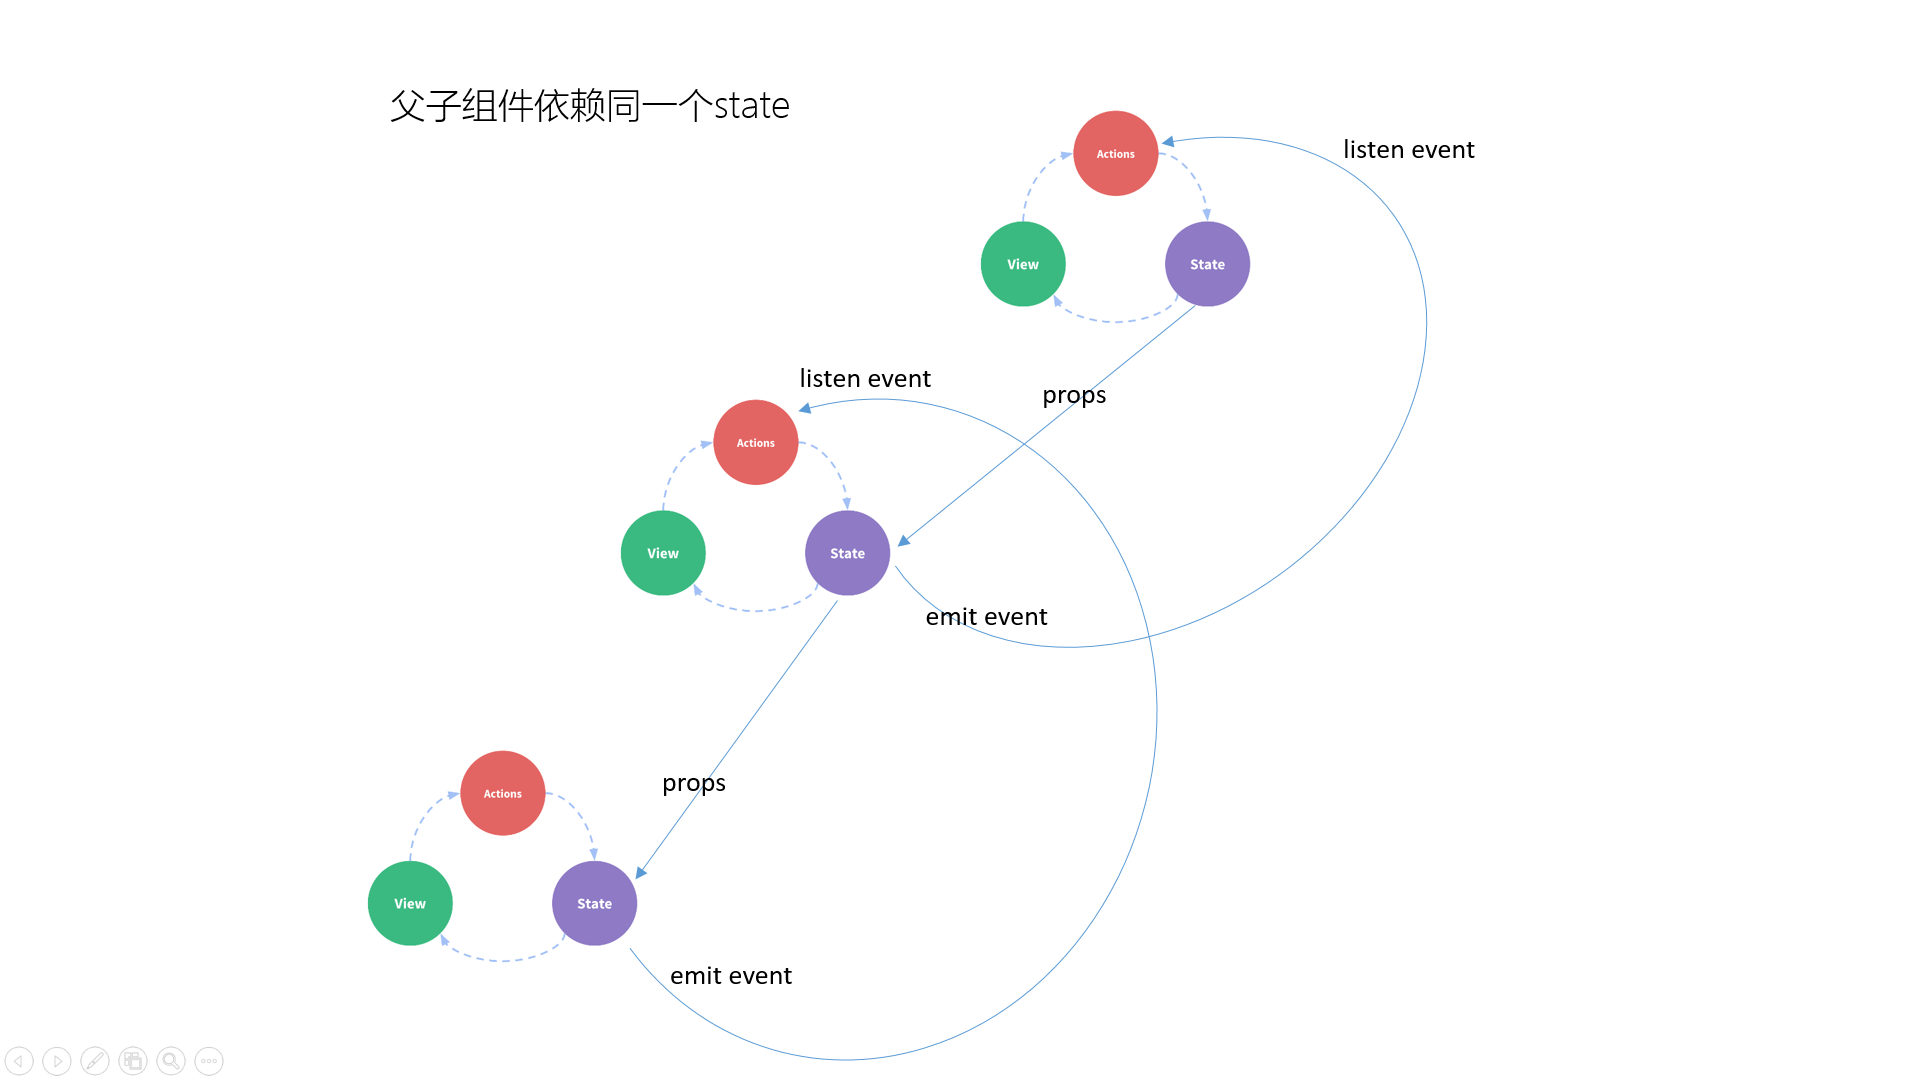 父子组件依赖同一个state
Actions
listen event
View
State
listen event
props
Actions
View
State
emit event
props
Actions
View
State
emit event